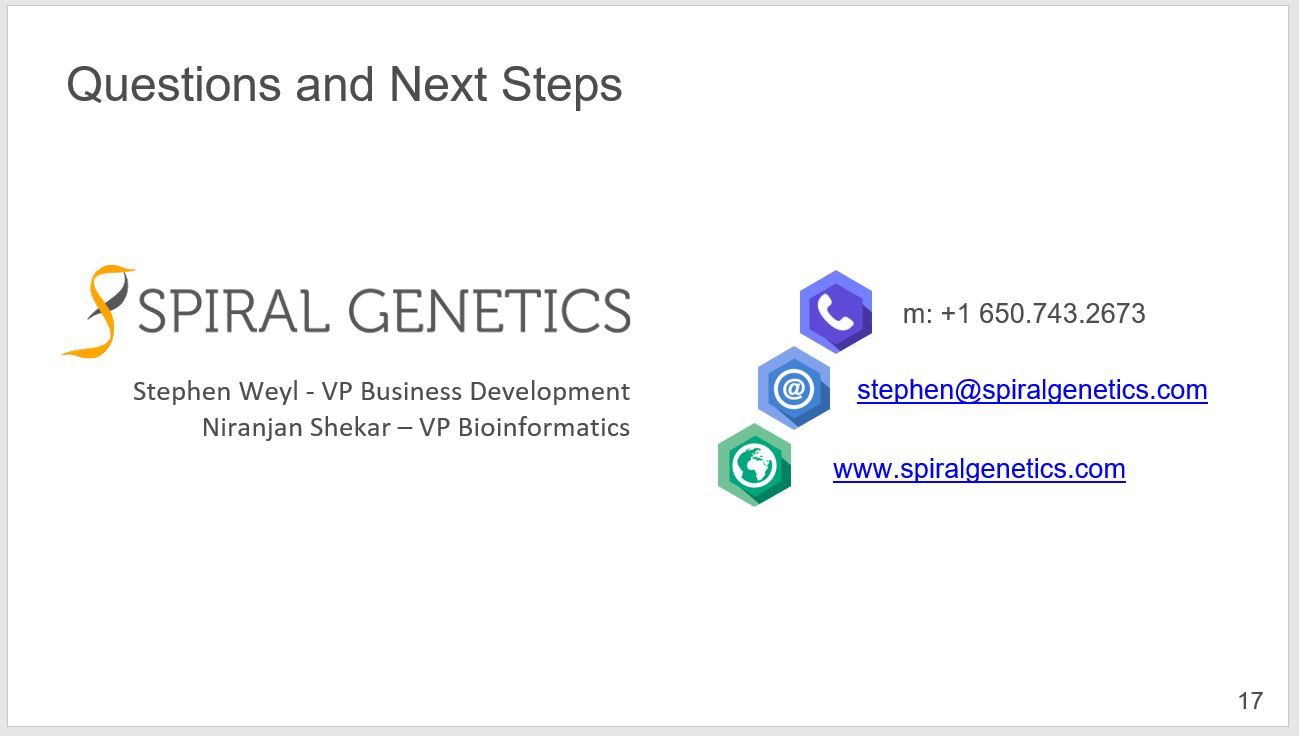 Questions and Next Steps
SPIRAL GENETICS
Stephen Weyl - VP Business Development
Niranjan Shekar – VP Bioinformatics
m: +1 650.743.2673
@
stephen@spiralgenetics.com
www.spiralgenetics.com
17